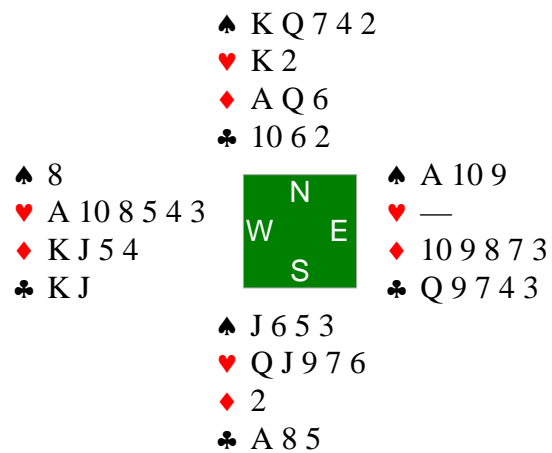 ♠ K Q 7 4 2
♥ K 2
♦ A Q 6
♣ 10 6 2
♠ 8
♥ A 10 8 5 4 3
♦ K J 5 4
♣ K J
N
W E
S
♠ A 10 9
♥ —
♦ 10 9 8 7 3
♣ Q 9 7 4 3
♠ J 6 5 3
♥ Q J 9 7 6
♦ 2
♣ A 8 5